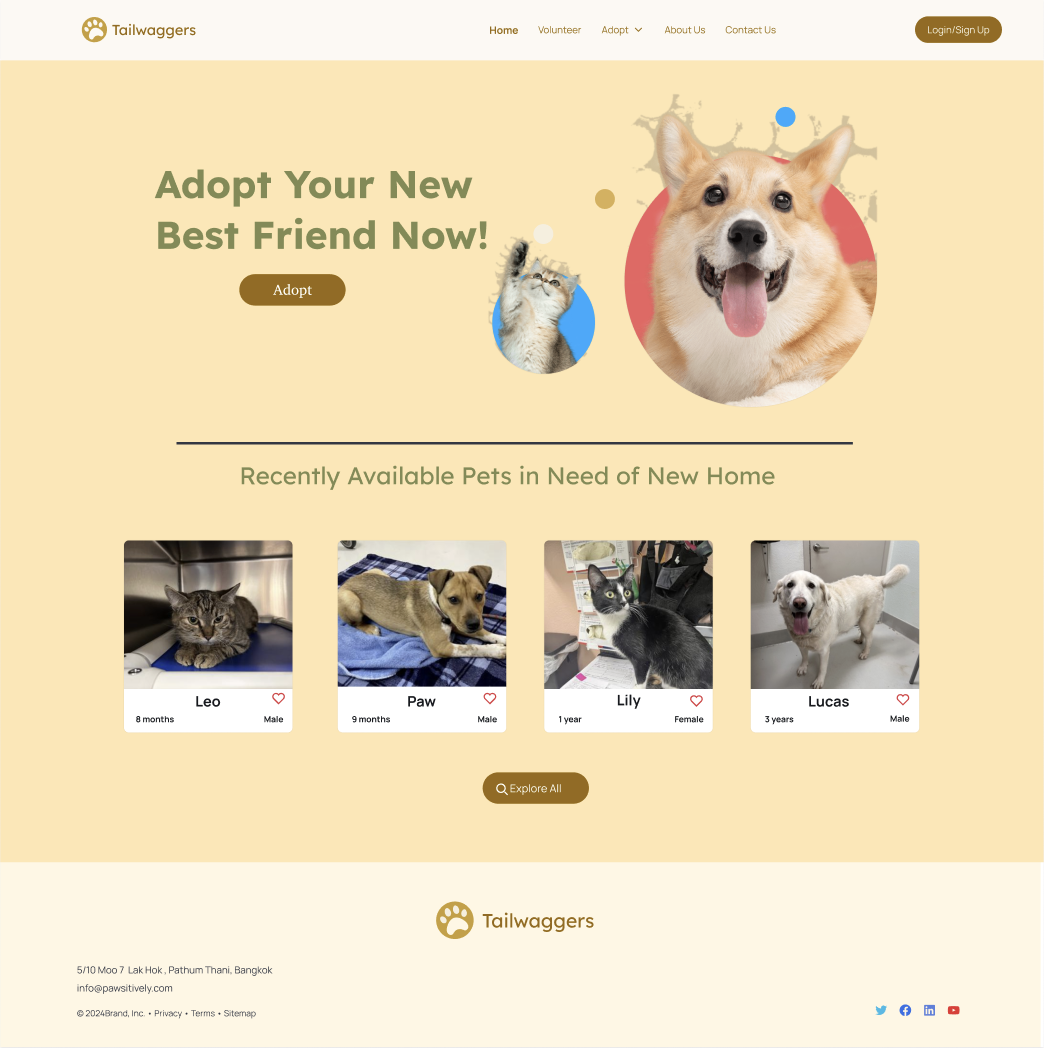 Tailwaggers
Home Volunteer Adopt About Us Contact Us
Login/Sign Up
Adopt Your New
Best Friend Now!
Adopt
Recently Available Pets in Need of New Home
Leo
8 months Male
Paw
9 months Male
Lily
1 year Female
Lucas
3 years Male
Explore All
Tailwaggers
5/10 Moo 7 Lak Hok , Pathum Thani, Bangkok
info@pawsitively.com
© 2024Brand, Inc. • Privacy • Terms • Sitemap